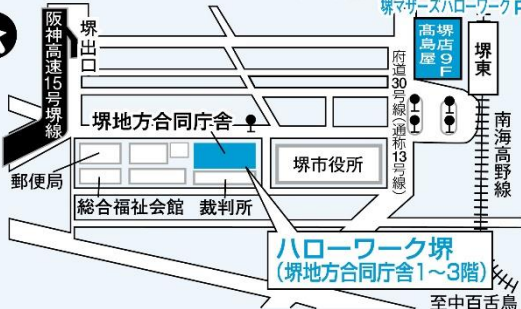 堺マザーズハローワーク
阪神高速15号堺線
堺出口
堺店9F
髙島屋
堺東
府道30号線(通称13号線)
南海高野線
堺地方合同庁舎
郵便局
堺市役所
総合福祉会館
裁判所
ハローワーク堺
(堺地方合同庁舎1~3階)
至中百舌鳥